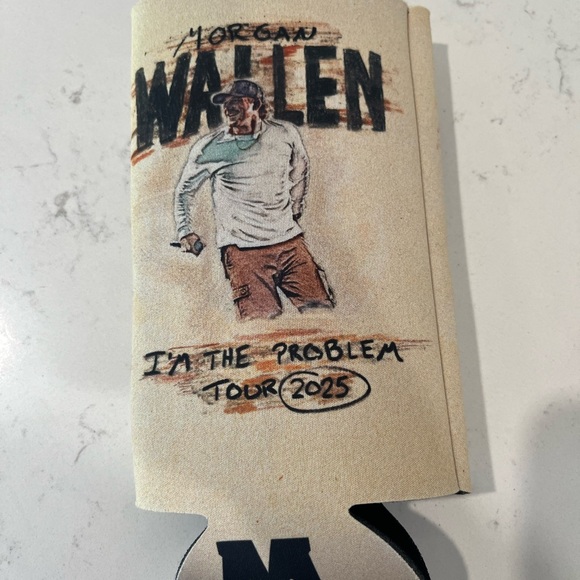 MORGAN
WALLEN
I'M THE PROBLEM
TOUR 2025
M